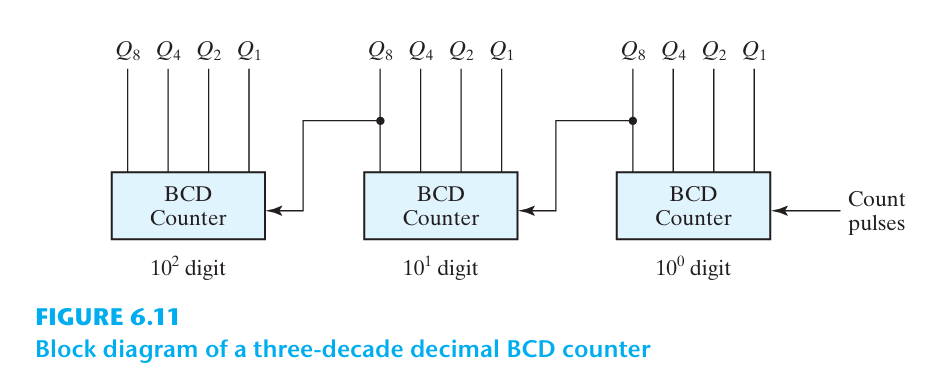 Q8 Q4 Q2 Q1 Q8 Q4 Q2 Q1 Q8 Q4 Q2 Q1
BCD Counter
BCD Counter
BCD Counter
Count pulses
10² digit 10¹ digit 10⁰ digit
FIGURE 6.11
Block diagram of a three-decade decimal BCD counter